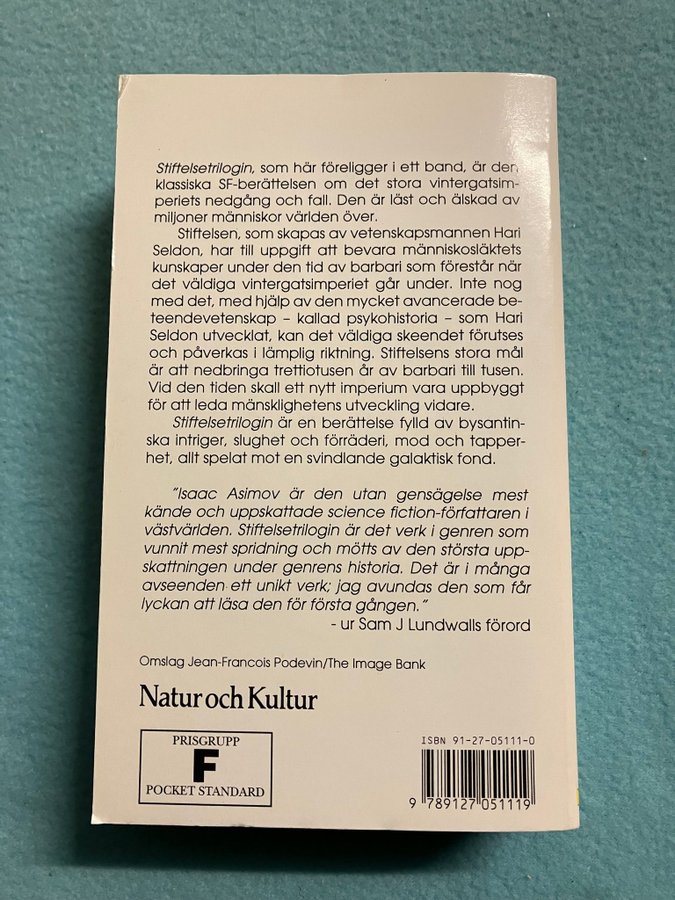 Stiftelsetrilogin, som här föreligger i ett band, är den
klassiska SF-berättelsen om det stora vintergatsim-
periets nedgång och fall. Den är läst och älskad av
miljoner människor världen över.
Stiftelsen, som skapas av vetenskapsmannen Hari
Seldon, har till uppgift att bevara människosläktets
kunskaper under den tid av barbari som förestår när
det väldiga vintergatsimperiet går under. Inte nog
med det, med hjälp av den mycket avancerade be-
teendevetenskap – kallad psykohistoria – som Hari
Seldon utvecklat, kan det väldiga skeendet förutses
och påverkas i lämplig riktning. Stiftelsens stora mål
är att nedbringa trettiotusen år av barbari till tusen.
Vid den tiden skall ett nytt imperium vara uppbyggt
för att leda mänsklighetens utveckling vidare.
Stiftelsetrilogin är en berättelse fylld av bysantin-
ska intriger, slughet och förräderi, mod och tapper-
het, allt spelat mot en svindlande galaktisk fond.
"Isaac Asimov är den utan gensägelse mest
kände och uppskattade science fiction-författaren i
västvärlden. Stiftelsetrilogin är det verk i genren som
vunnit mest spridning och mötts av den största upp-
skattningen under genrens historia. Det är i många
avseenden ett unikt verk; jag avundas den som får
lyckan att läsa den för första gången."
- ur Sam J Lundwalls förord
Omslag Jean-Francois Podevin/The Image Bank
Natur och Kultur
PRISGRUPP
F
POCKET STANDARD
ISBN 91-27-05111-0
9 789127 051119